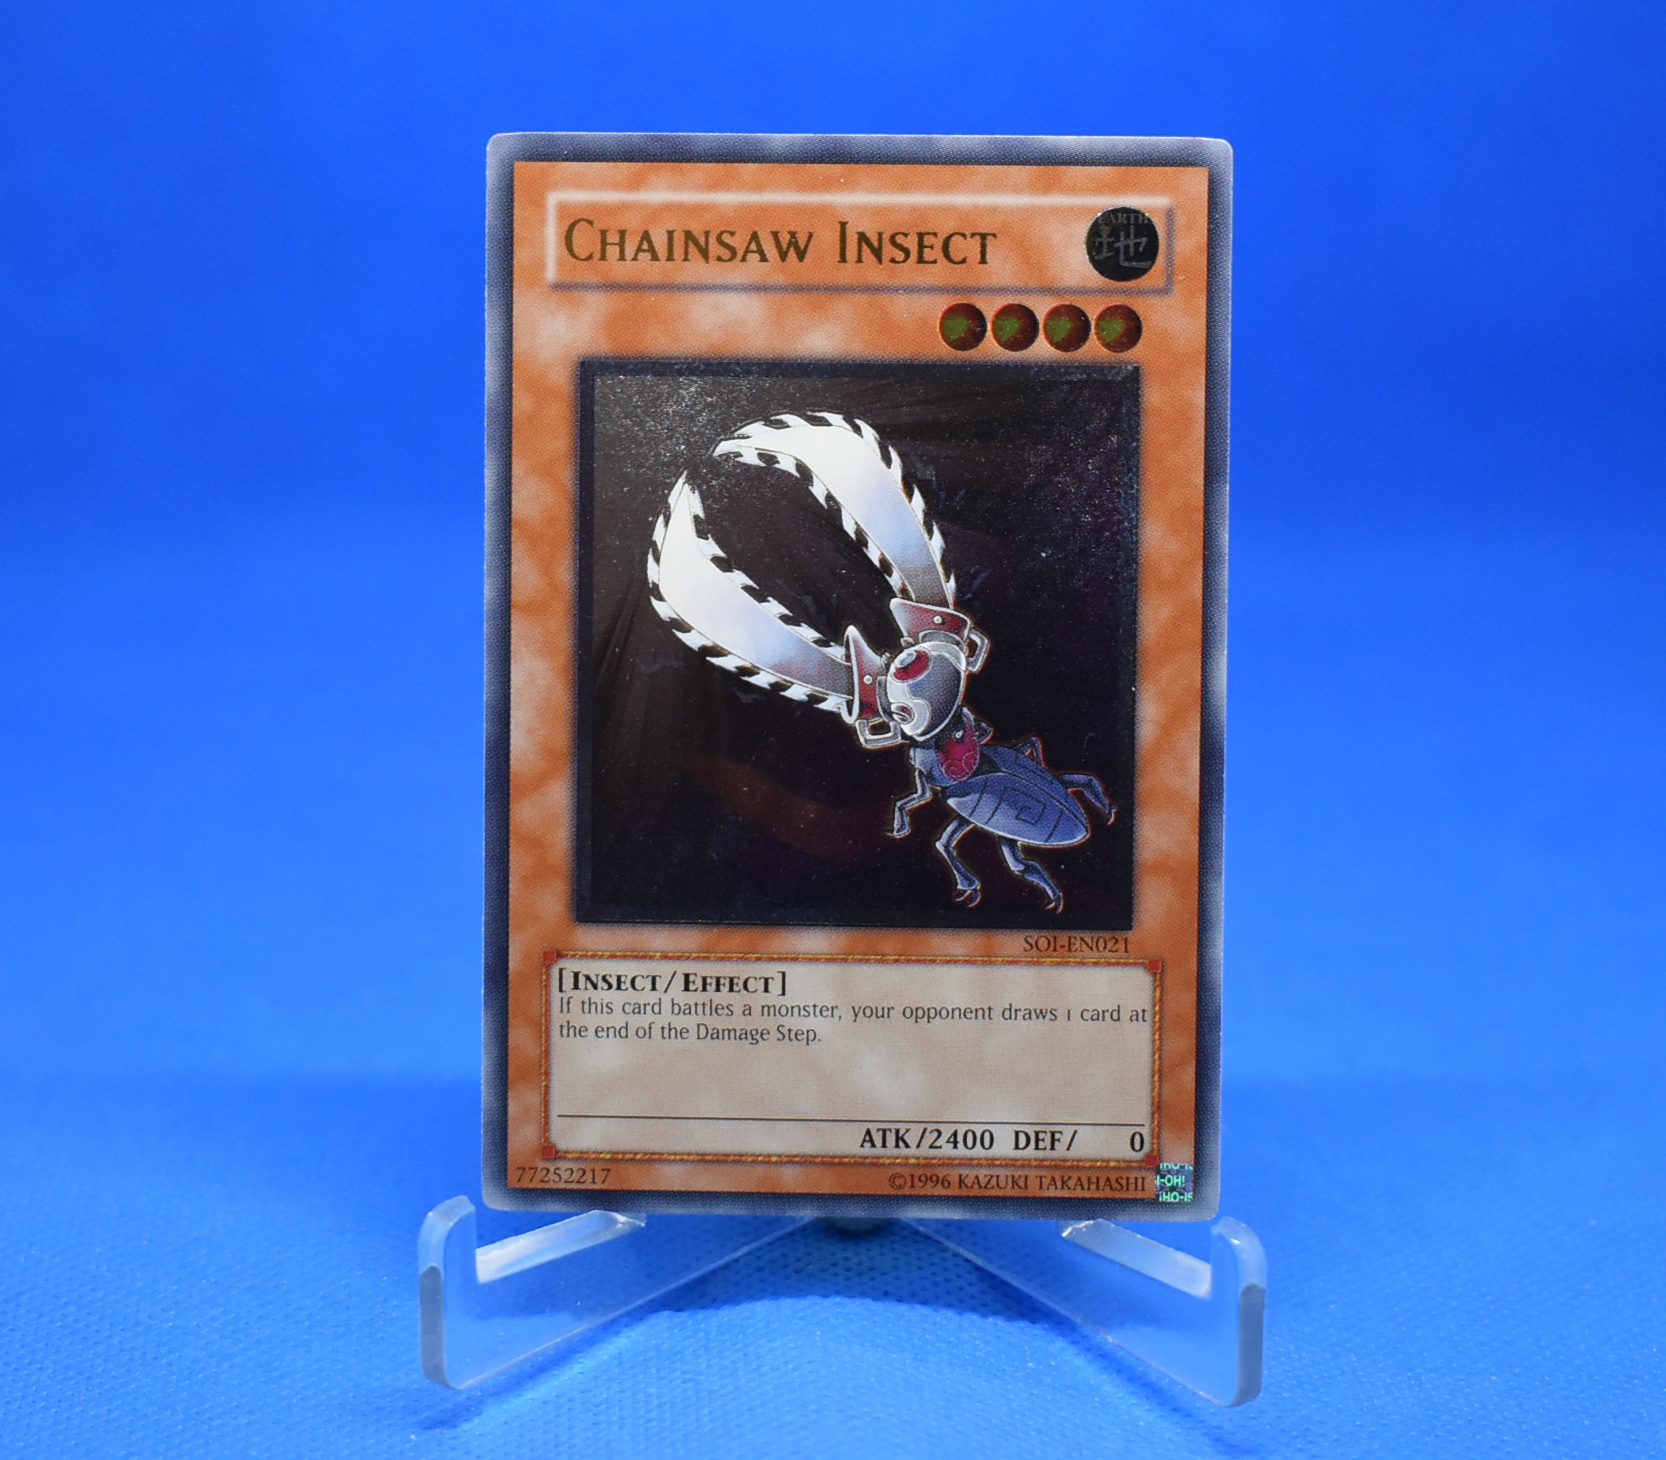 CHAINSAW INSECT
EARTH
地
SOI-EN021
[INSECT/EFFECT]
If this card battles a monster, your opponent draws 1 card at
the end of the Damage Step.
ATK/2400 DEF/ 0
77252217
©1996 KAZUKI TAKAHASHI
-OH!